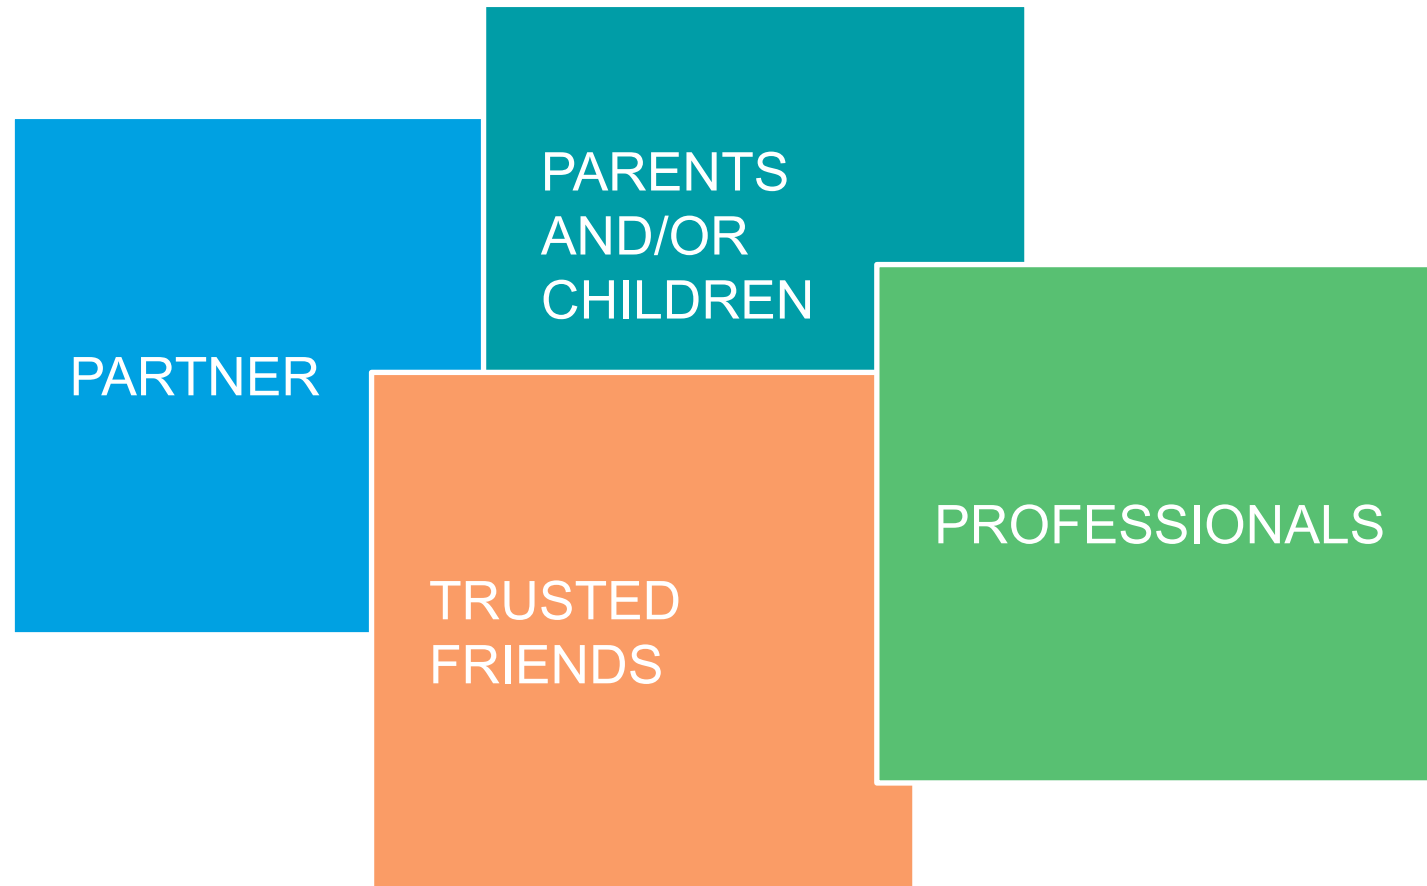 PARTNER
PARENTS
AND/OR
CHILDREN
TRUSTED
FRIENDS
PROFESSIONALS